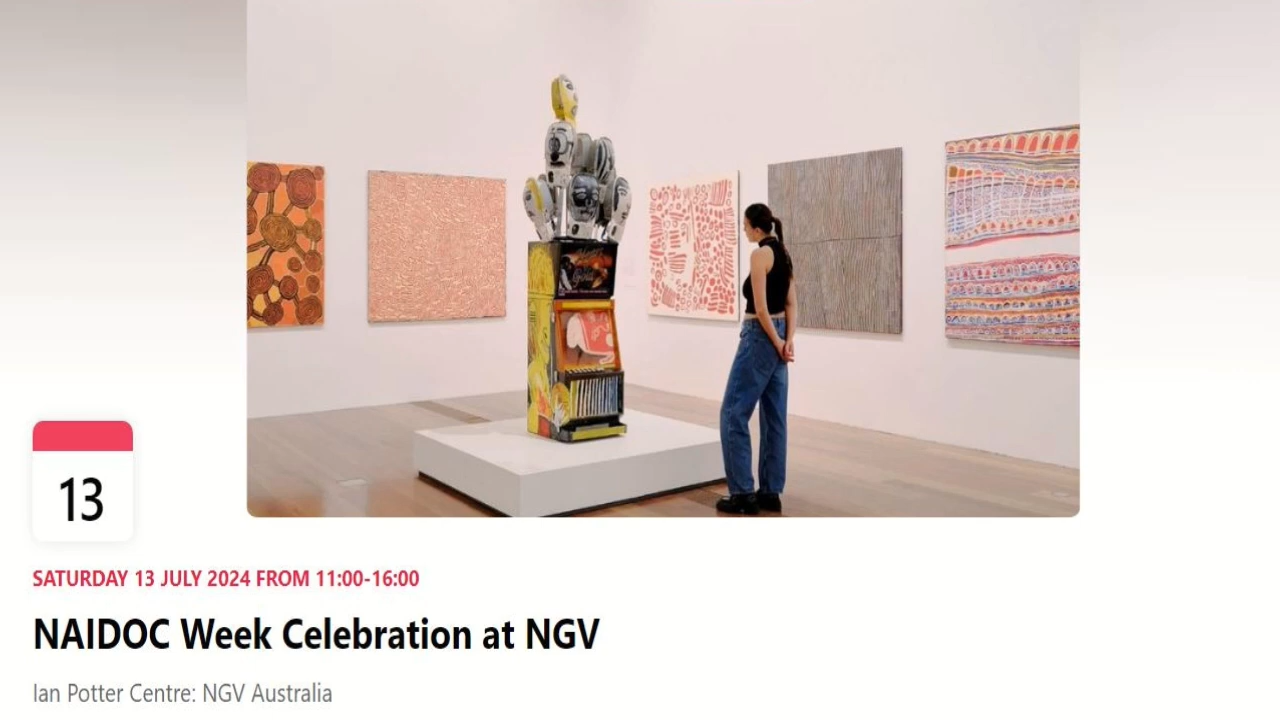 13
SATURDAY 13 JULY 2024 FROM 11:00-16:00
NAIDOC Week Celebration at NGV
Ian Potter Centre: NGV Australia